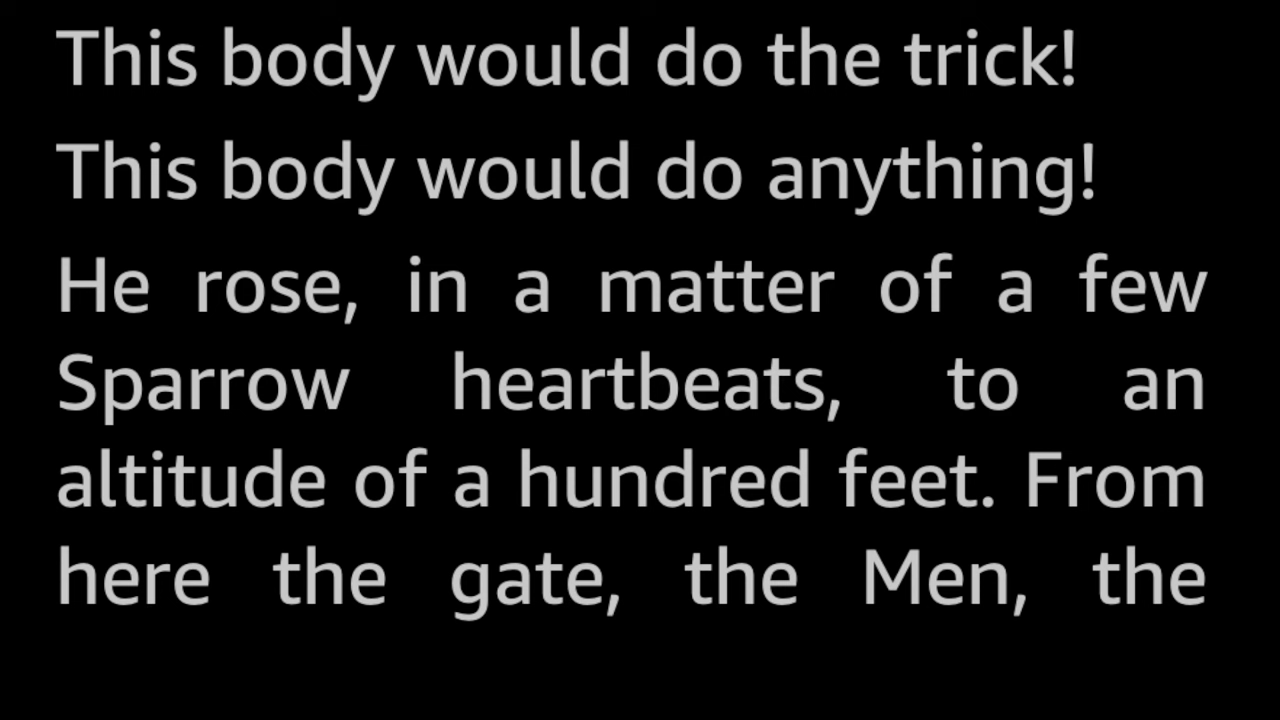 This body would do the trick!
This body would do anything!
He rose, in a matter of a few
Sparrow heartbeats, to an
altitude of a hundred feet. From
here the gate, the Men, the